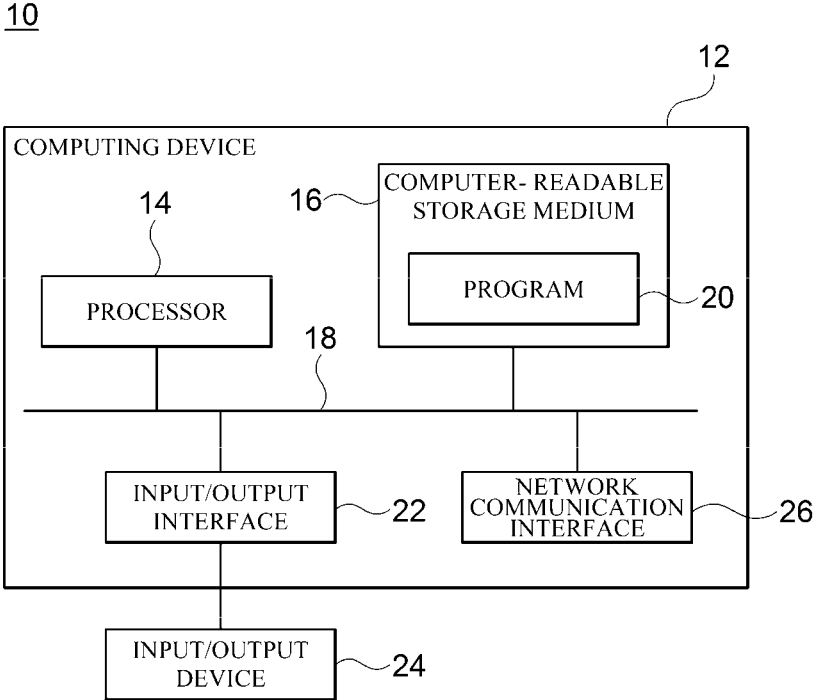 10
12
COMPUTING DEVICE
14
16
COMPUTER- READABLE
STORAGE MEDIUM
PROCESSOR
PROGRAM
20
18
INPUT/OUTPUT
INTERFACE
22
NETWORK
COMMUNICATION
INTERFACE
26
INPUT/OUTPUT
DEVICE
24